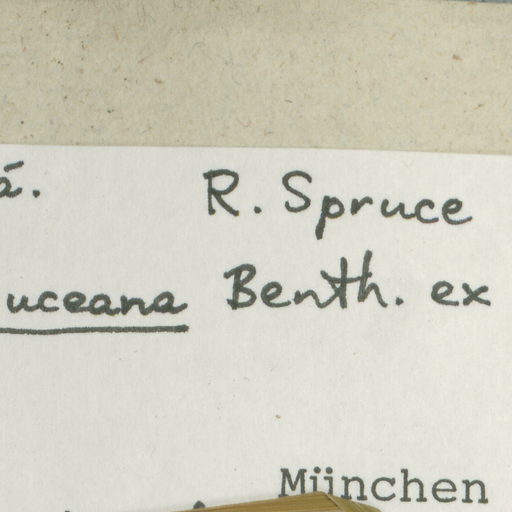 á. R. Spruce
uceana Benth. ex
München